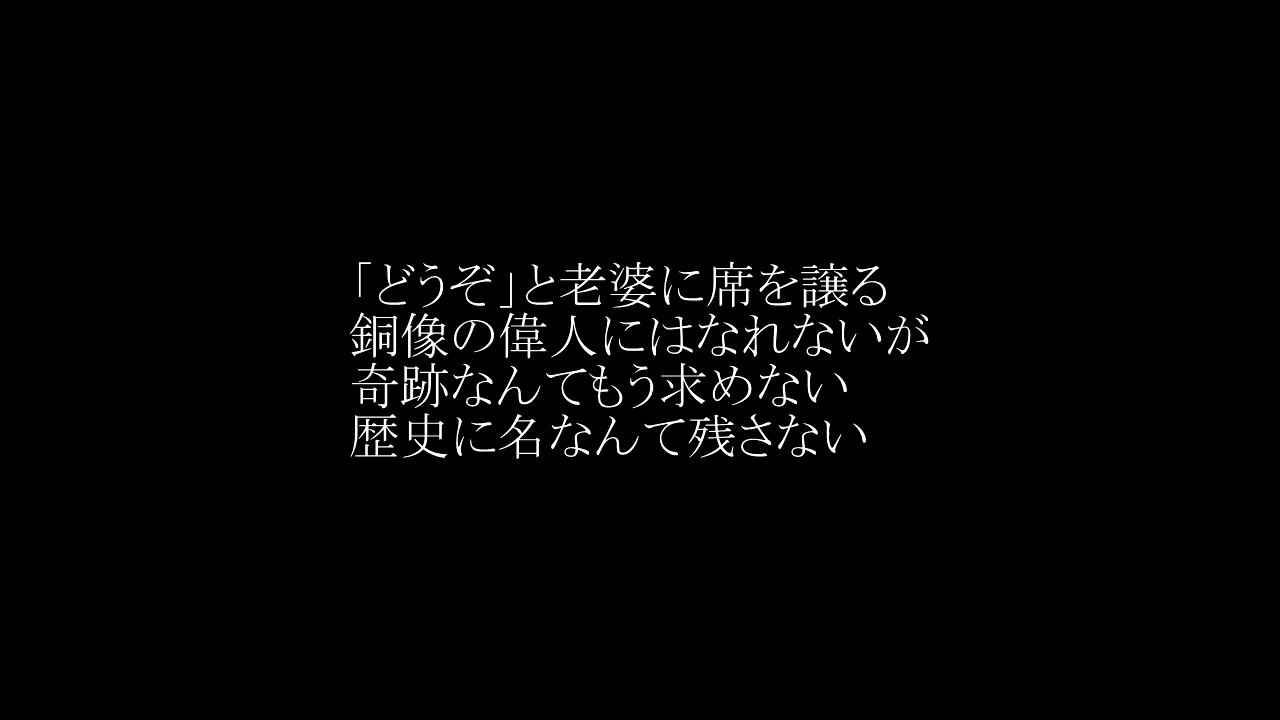 「どうぞ」と老婆に席を譲る
銅像の偉人にはなれないが
奇跡なんてもう求めない
歴史に名なんて残さない